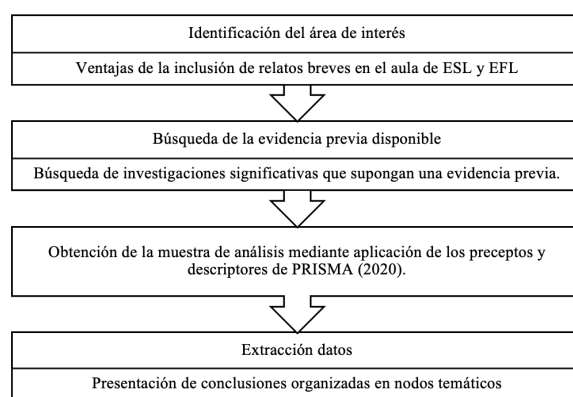 Identificación del área de interés
Ventajas de la inclusión de relatos breves en el aula de ESL y EFL
Búsqueda de la evidencia previa disponible
Búsqueda de investigaciones significativas que supongan una evidencia previa.
Obtención de la muestra de análisis mediante aplicación de los preceptos y
descriptores de PRISMA (2020).
Extracción datos
Presentación de conclusiones organizadas en nodos temáticos